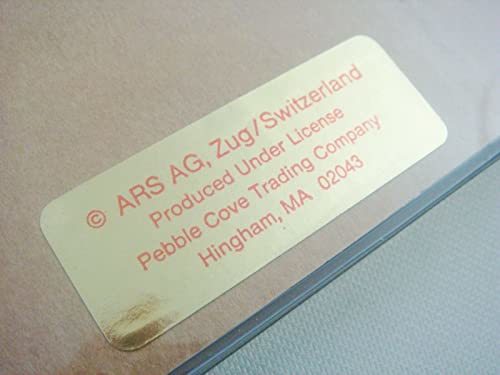 © ARS AG, Zug/Switzerland
Produced Under License
Pebble Cove Trading Company
Hingham, MA 02043